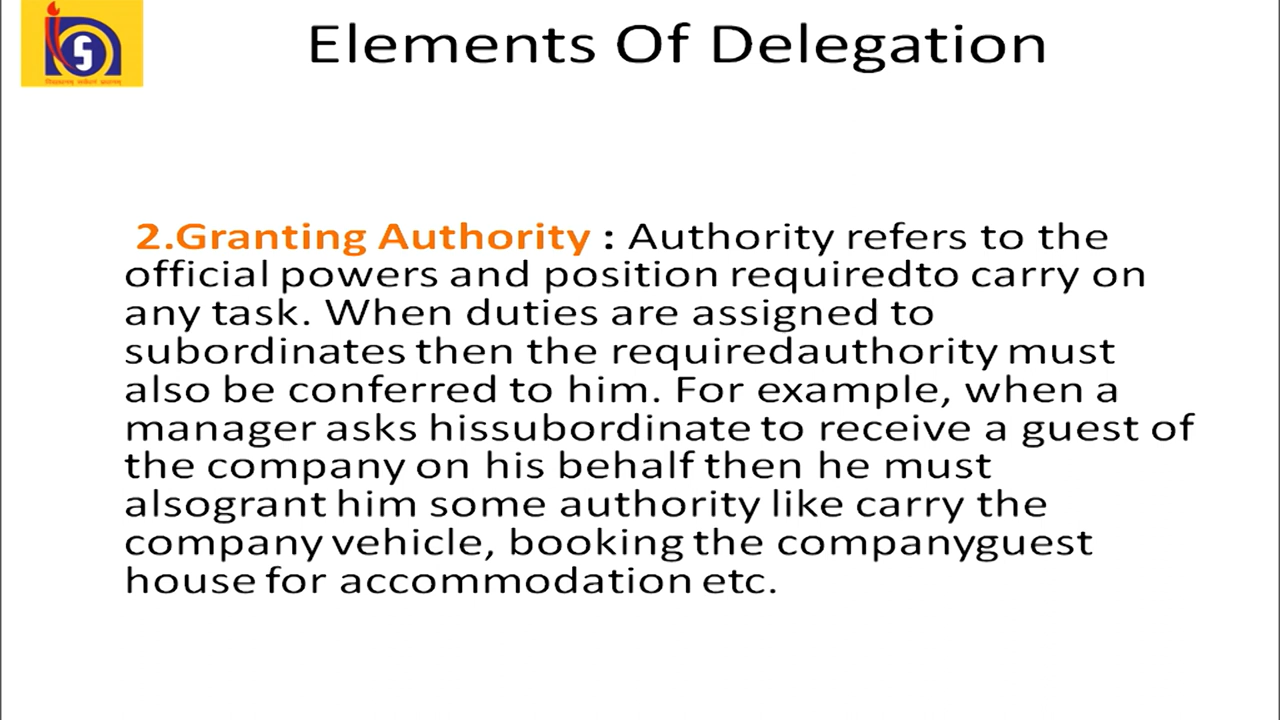 Elements Of Delegation
2.Granting Authority : Authority refers to the
official powers and position requiredto carry on
any task. When duties are assigned to
subordinates then the requiredauthority must
also be conferred to him. For example, when a
manager asks hissubordinate to receive a guest of
the company on his behalf then he must
alsogrant him some authority like carry the
company vehicle, booking the companyguest
house for accommodation etc.